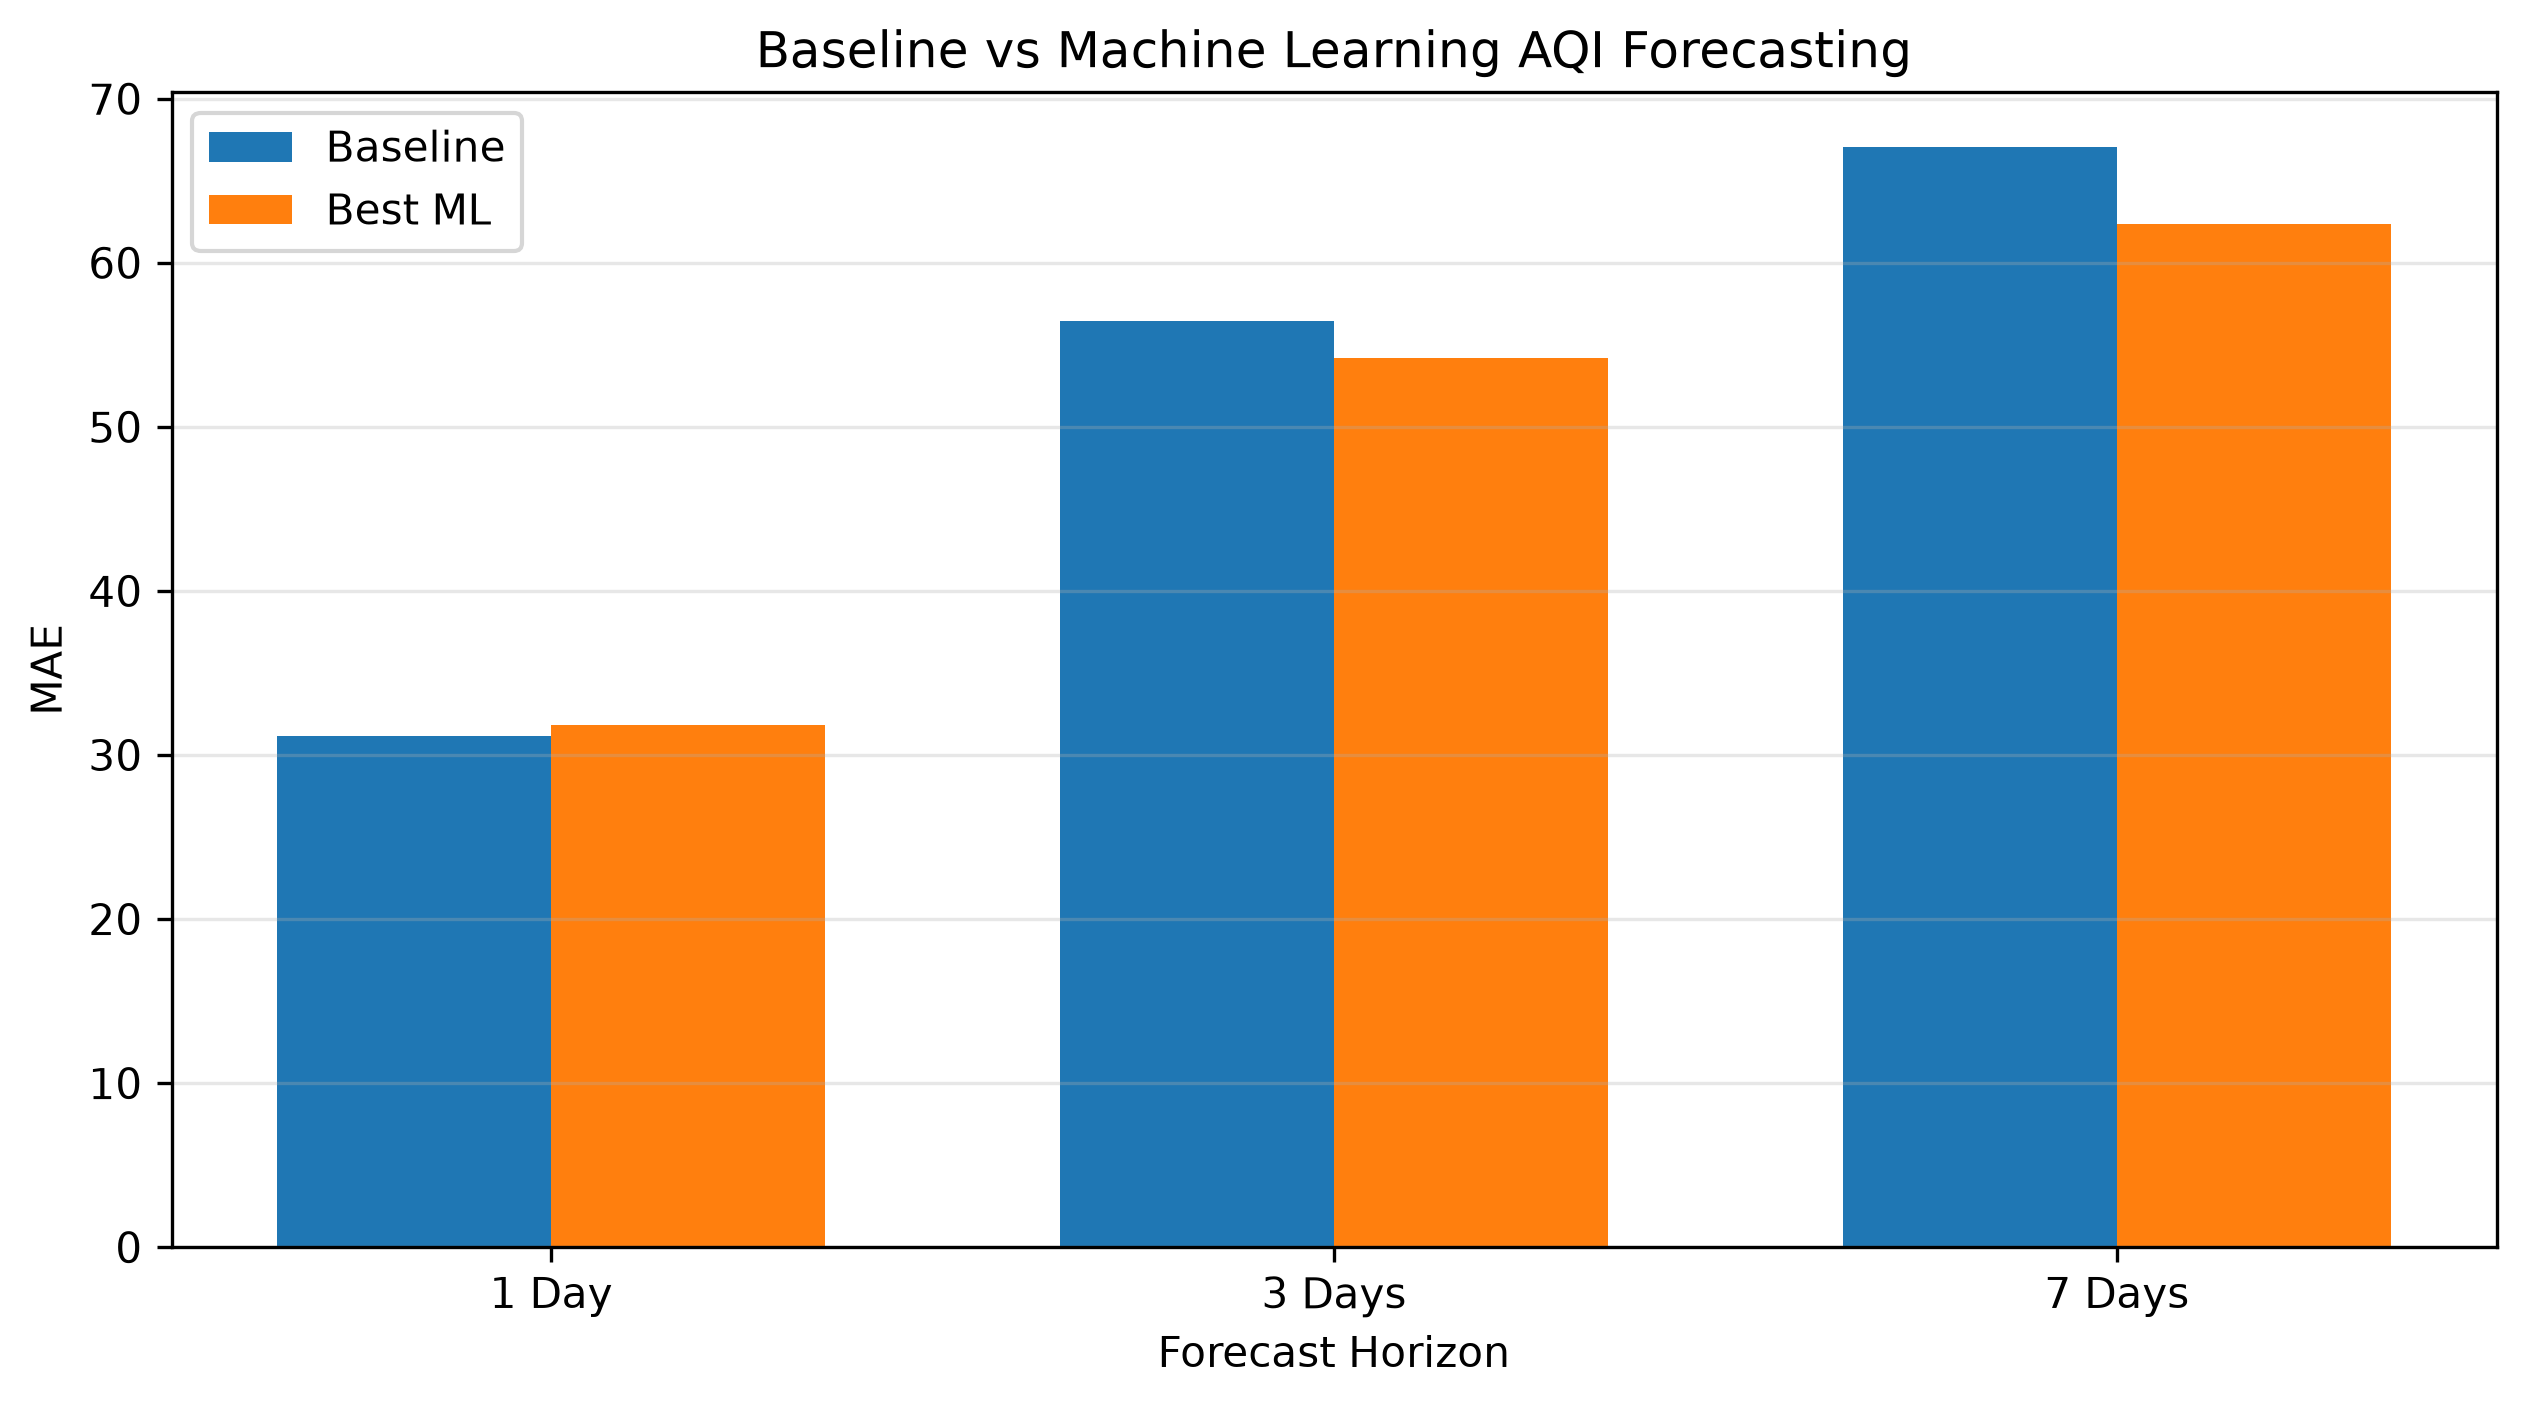 Baseline vs Machine Learning AQI Forecasting
Baseline
Best ML
70
60
50
40
30
20
10
0
MAE
1 Day
3 Days
7 Days
Forecast Horizon